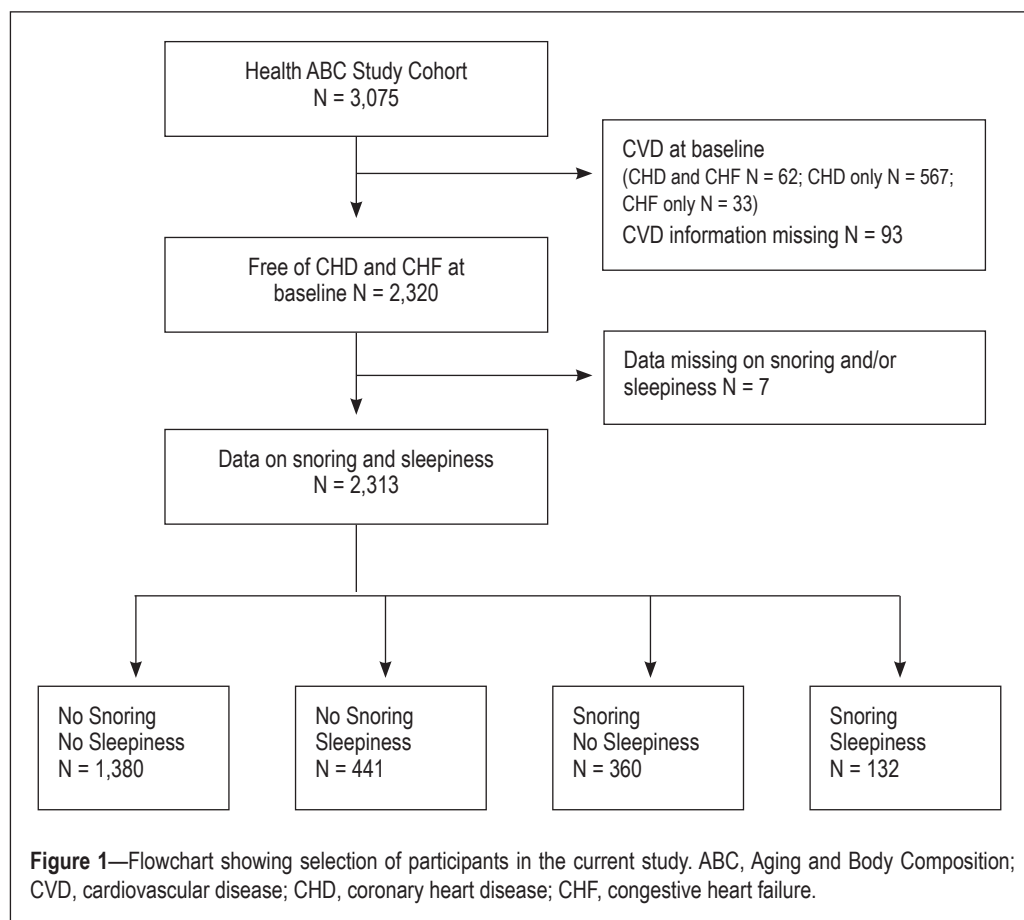 Health ABC Study Cohort
N = 3,075
CVD at baseline
(CHD and CHF N = 62; CHD only N = 567;
CHF only N = 33)
CVD information missing N = 93
Free of CHD and CHF at
baseline N = 2,320
Data missing on snoring and/or
sleepiness N = 7
Data on snoring and sleepiness
N = 2,313
No Snoring
No Sleepiness
N = 1,380
No Snoring
Sleepiness
N = 441
Snoring
No Sleepiness
N = 360
Snoring
Sleepiness
N = 132
Figure 1—Flowchart showing selection of participants in the current study. ABC, Aging and Body Composition;
CVD, cardiovascular disease; CHD, coronary heart disease; CHF, congestive heart failure.